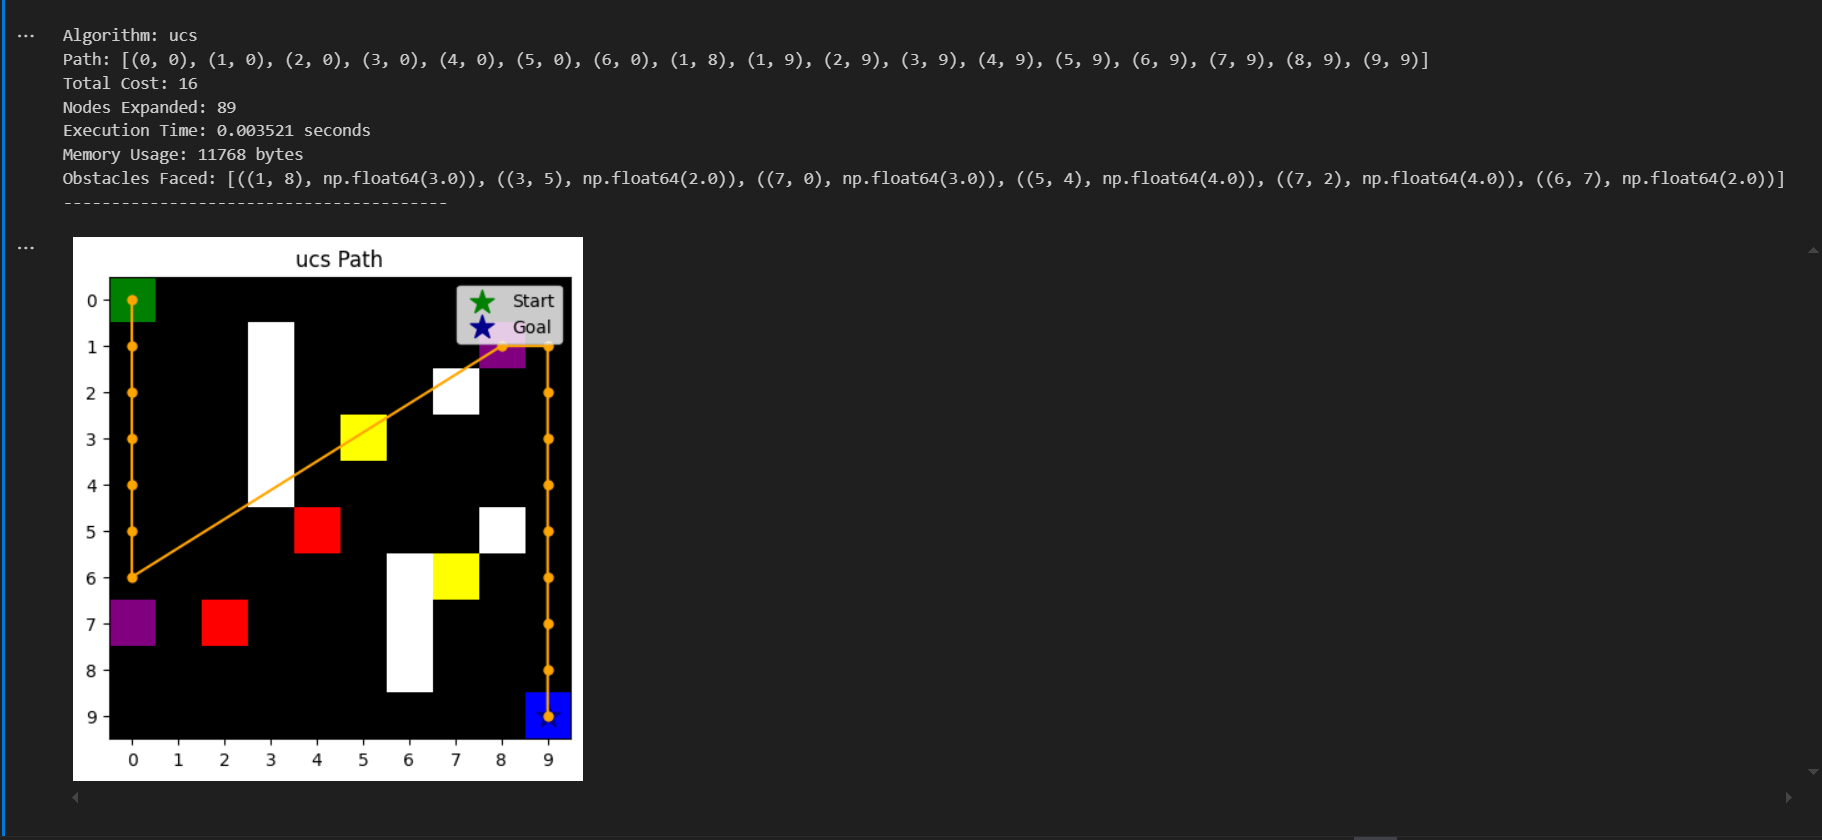 ...
Algorithm: ucs
Path: [(0, 0), (1, 0), (2, 0), (3, 0), (4, 0), (5, 0), (6, 0), (1, 8), (1, 9), (2, 9), (3, 9), (4, 9), (5, 9), (6, 9), (7, 9), (8, 9), (9, 9)]
Total Cost: 16
Nodes Expanded: 89
Execution Time: 0.003521 seconds
Memory Usage: 11768 bytes
Obstacles Faced: [((1, 8), np.float64(3.0)), ((3, 5), np.float64(2.0)), ((7, 0), np.float64(3.0)), ((5, 4), np.float64(4.0)), ((7, 2), np.float64(4.0)), ((6, 7), np.float64(2.0))]
----------------------------------------
...
ucs Path
Start
Goal
0
1
2
3
4
5
6
7
8
9
0 1 2 3 4 5 6 7 8 9